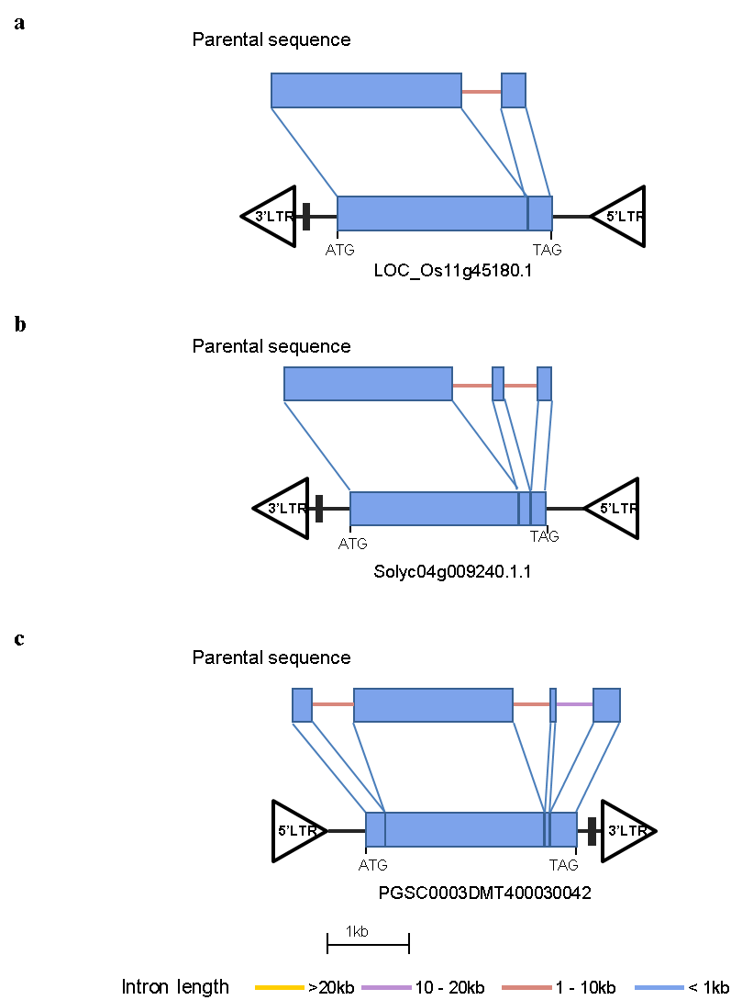 a
Parental sequence
3'LTR
5'LTR
ATG
TAG
LOC_Os11g45180.1
b
Parental sequence
3'LTR
5'LTR
ATG
TAG
Solyc04g009240.1.1
c
Parental sequence
5'LTR
3'LTR
ATG
TAG
PGSC0003DMT400030042
1kb
Intron length >20kb 10 - 20kb 1 - 10kb < 1kb